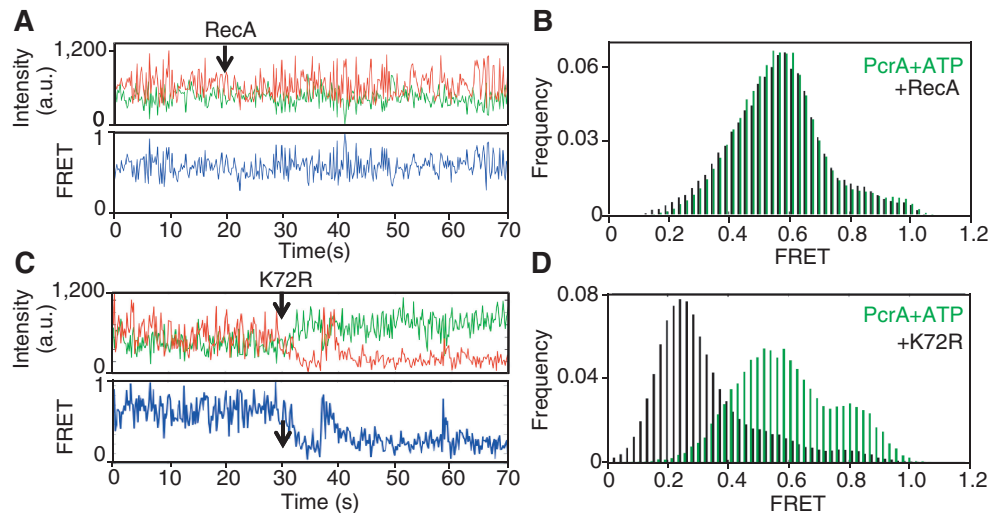 A
RecA
1,200
0
Intensity
(a.u.)
1
0
FRET
0 10 20 30 40 50 60 70
Time(s)
B
PcrA+ATP
+RecA
0.06
0.03
0
Frequency
0.2 0.4 0.6 0.8 1.0 1.2
FRET
C
K72R
1,200
0
Intensity
(a.u.)
1
0
FRET
0 10 20 30 40 50 60 70
Time (s)
D
PcrA+ATP
+K72R
0.08
0.04
0
Frequency
0.2 0.4 0.6 0.8 1.0 1.2
FRET